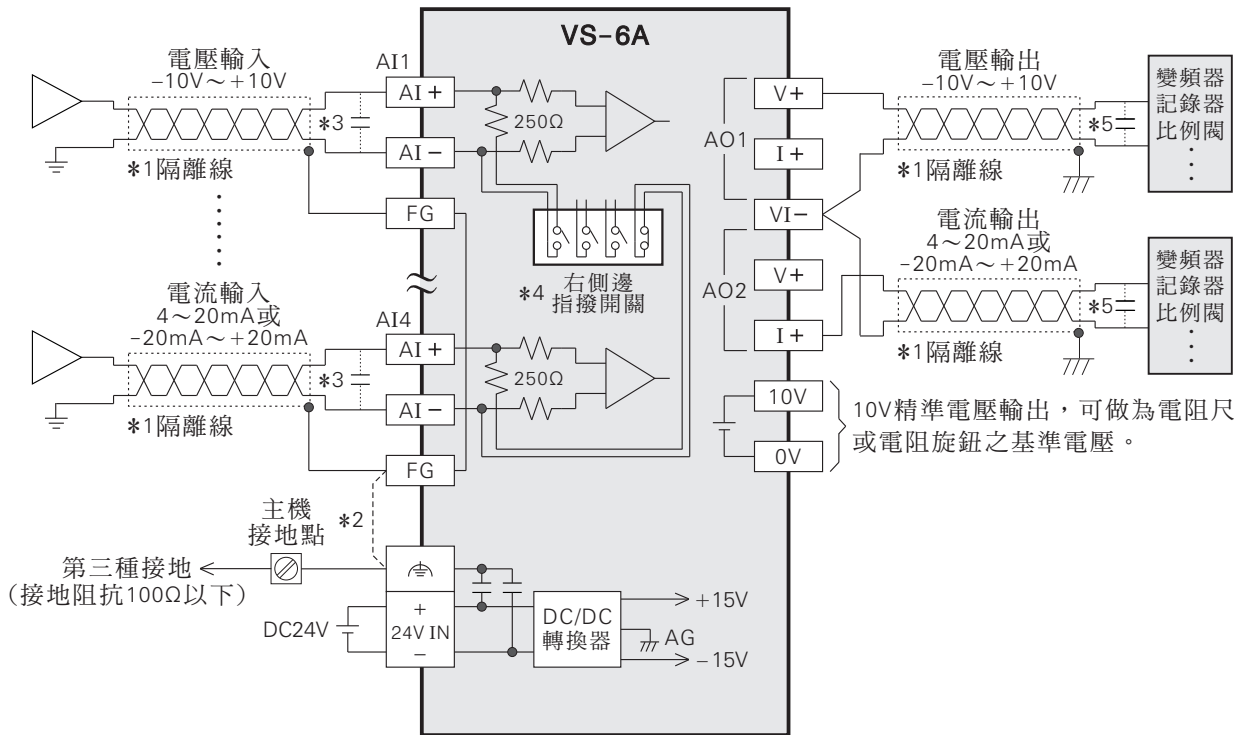 VS-6A
電壓輸入
-10V～+10V
AI1
AI+
*3
AI-
*1隔離線
FG
250Ω
*4 右側邊
指撥開關
電流輸入
4～20mA或
-20mA～+20mA
AI4
AI+
*3
AI-
*1隔離線
FG
250Ω
*2
主機
接地點
第三種接地
（接地阻抗100Ω以下）
DC24V
+
24V IN
-
DC/DC
轉換器
+15V
AG
-15V
AO1
V+
I+
VI-
AO2
V+
I+
10V
0V
電壓輸出
-10V～+10V
*5
*1隔離線
變頻器
記錄器
比例閥
電流輸出
4～20mA或
-20mA～+20mA
*5
*1隔離線
變頻器
記錄器
比例閥
10V精準電壓輸出，可做為電阻尺
或電阻旋鈕之基準電壓。